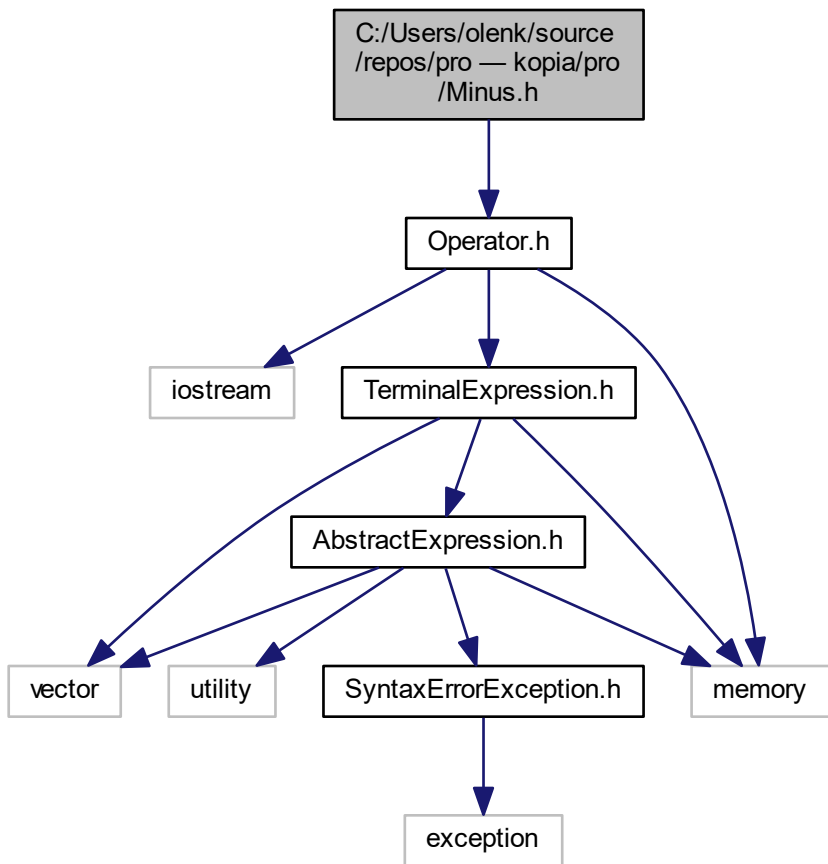 C:/Users/olenk/source
/repos/pro — kopia/pro
/Minus.h
Operator.h
iostream
TerminalExpression.h
AbstractExpression.h
vector
utility
SyntaxErrorException.h
memory
exception